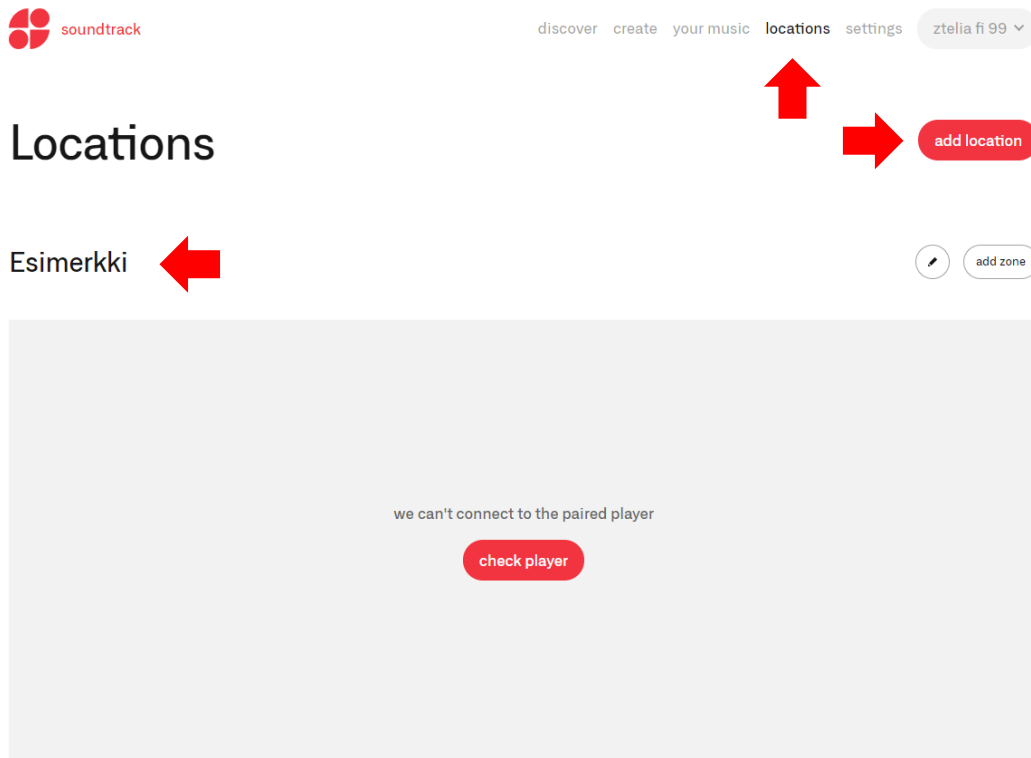 soundtrack
discover create your music locations settings ztelia fi 99
Locations
add location
Esimerkki
add zone
we can't connect to the paired player
check player